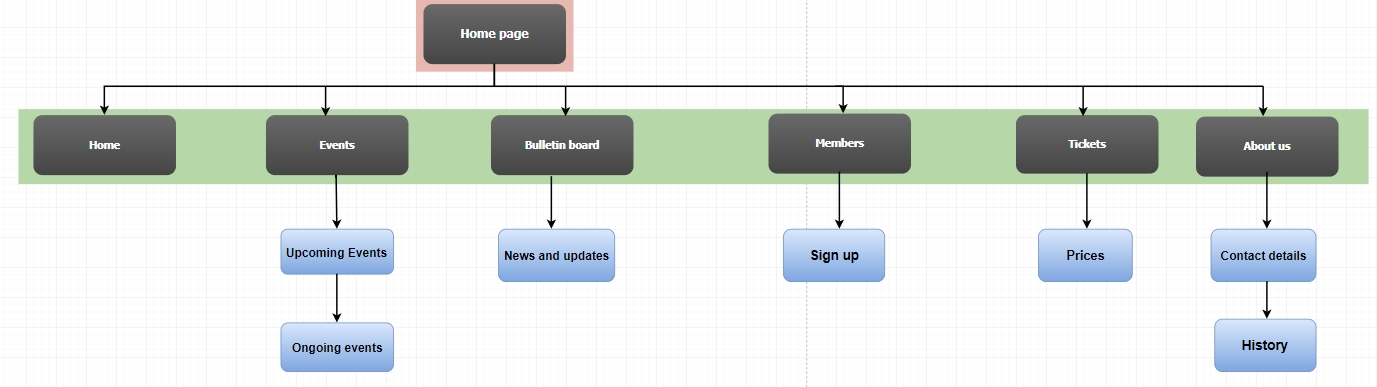 Home page
Home
Events
Bulletin board
Members
Tickets
About us
Upcoming Events
News and updates
Sign up
Prices
Contact details
Ongoing events
History